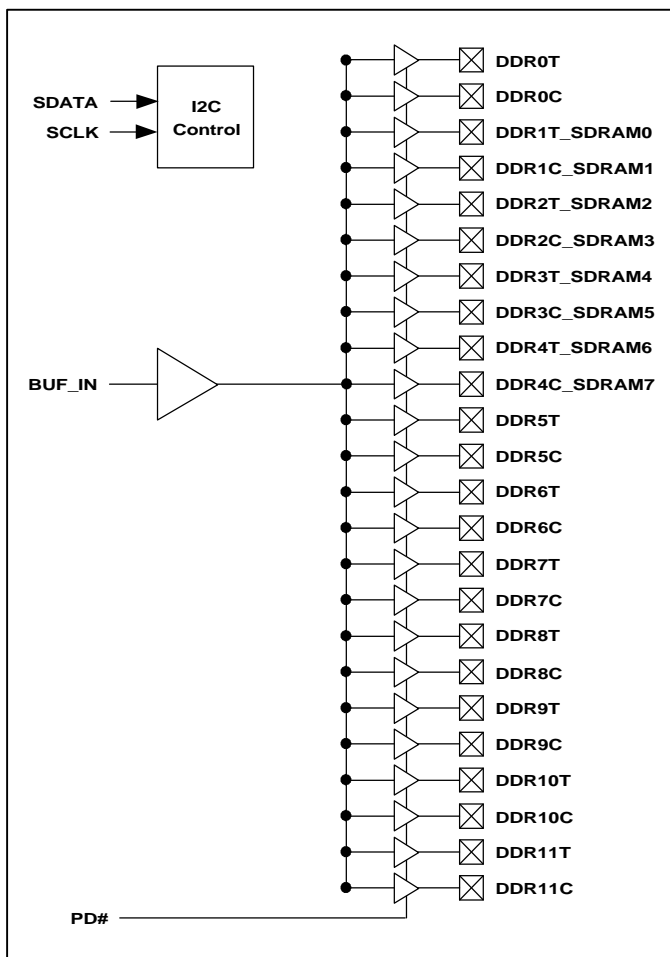 SDATA
SCLK
I2C
Control
BUF_IN
PD#
DDR0T
DDR0C
DDR1T_SDRAM0
DDR1C_SDRAM1
DDR2T_SDRAM2
DDR2C_SDRAM3
DDR3T_SDRAM4
DDR3C_SDRAM5
DDR4T_SDRAM6
DDR4C_SDRAM7
DDR5T
DDR5C
DDR6T
DDR6C
DDR7T
DDR7C
DDR8T
DDR8C
DDR9T
DDR9C
DDR10T
DDR10C
DDR11T
DDR11C